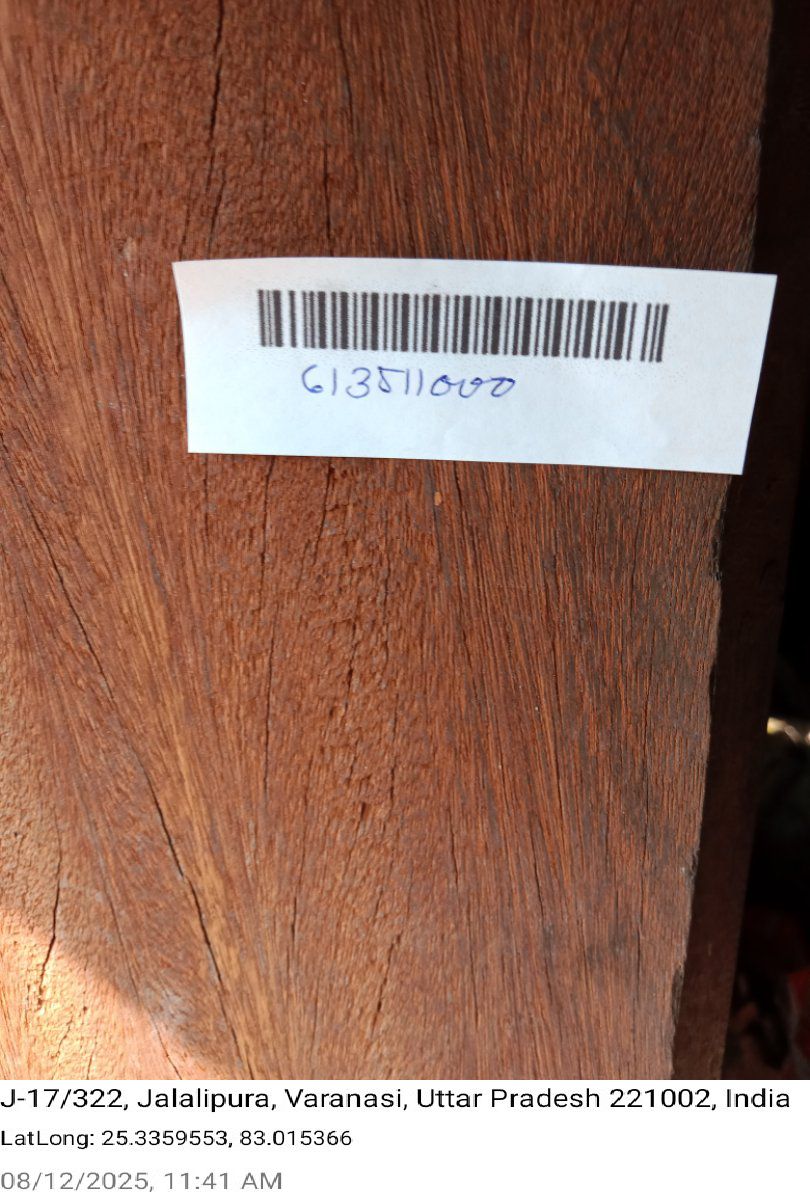 613511000
J-17/322, Jalalipura, Varanasi, Uttar Pradesh 221002, India
LatLong: 25.3359553, 83.015366
08/12/2025, 11:41 AM